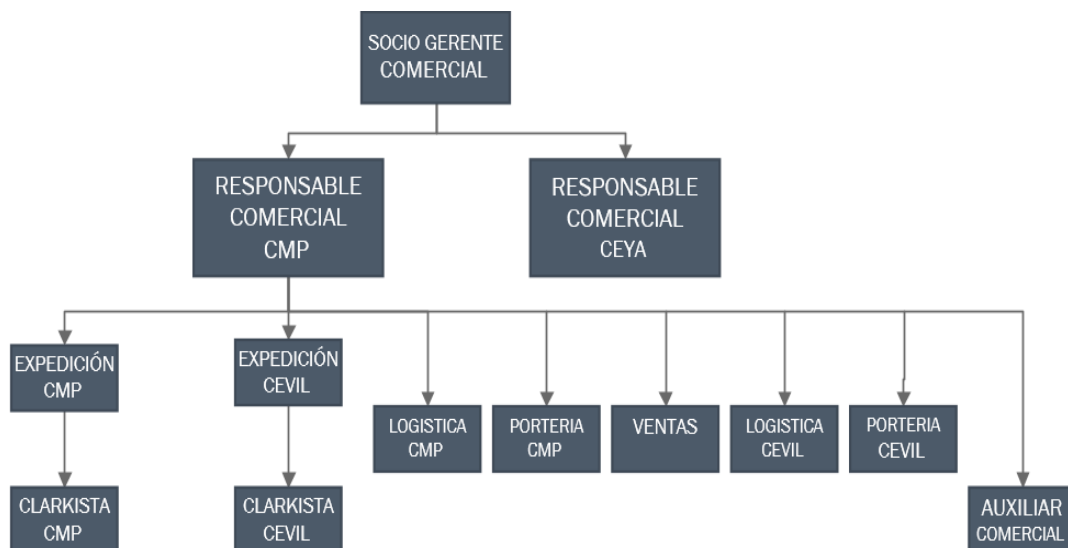 SOCIO GERENTE
COMERCIAL
RESPONSABLE
COMERCIAL
CMP
RESPONSABLE
COMERCIAL
CEYA
EXPEDICIÓN
CMP
EXPEDICIÓN
CEVIL
LOGISTICA
CMP
PORTERIA
CMP
VENTAS
LOGISTICA
CEVIL
PORTERIA
CEVIL
CLARKISTA
CMP
CLARKISTA
CEVIL
AUXILIAR
COMERCIAL